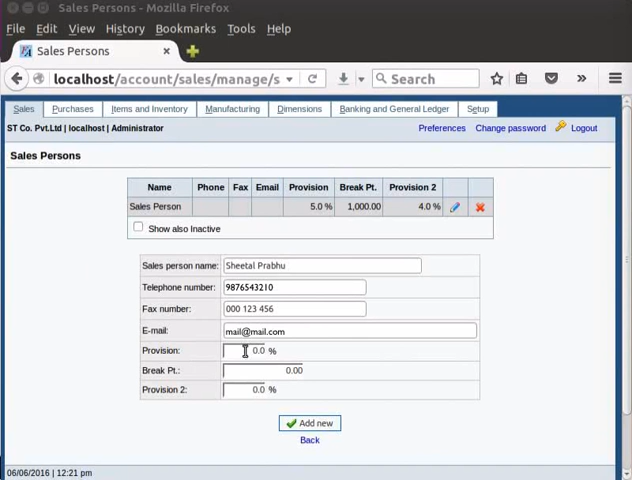 Sales Persons - Mozilla Firefox
File Edit View History Bookmarks Tools Help
Sales Persons
localhost/account/sales/manage/s Search
Sales Purchases Items and Inventory Manufacturing Dimensions Banking and General Ledger Setup
ST Co. Pvt.Ltd | localhost | Administrator Preferences Change password Logout
Sales Persons
Name Phone Fax Email Provision Break Pt. Provision 2
Sales Person 5.0 % 1,000.00 4.0 %
Show also Inactive
Sales person name: Sheetal Prabhu
Telephone number: 9876543210
Fax number: 000 123 456
E-mail: mail@mail.com
Provision: 0.0 %
Break Pt.: 0.00
Provision 2: 0.0 %
Add new
Back
06/06/2016 | 12:21 pm